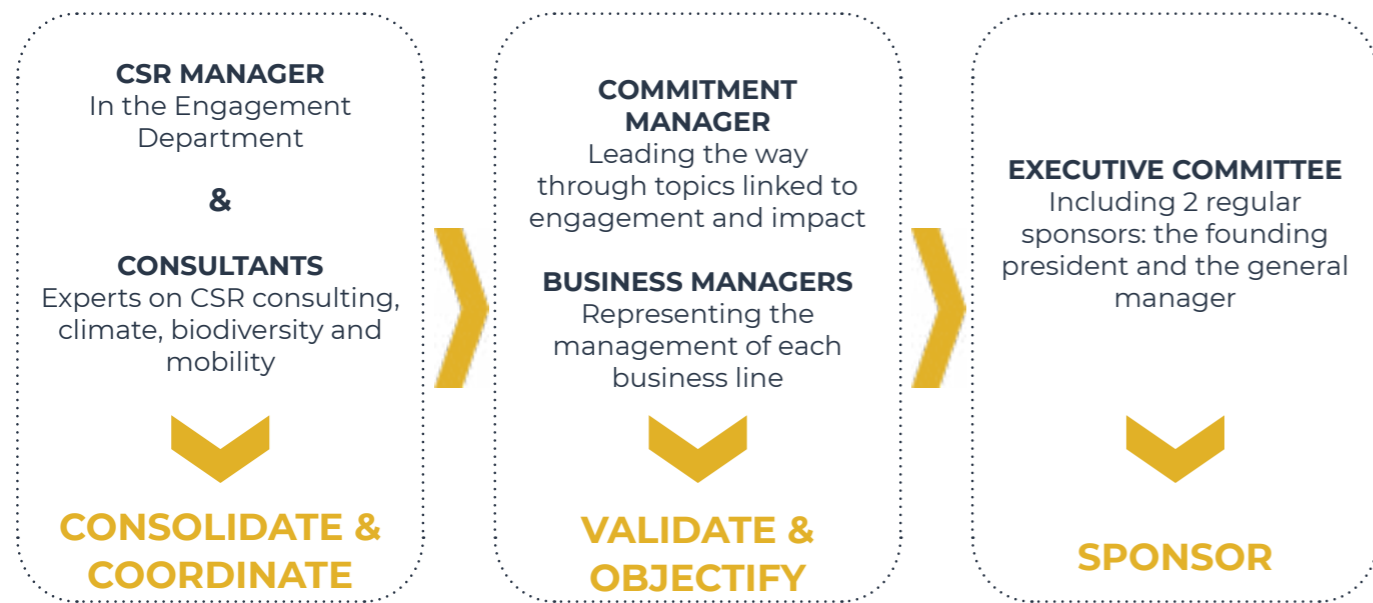 CSR MANAGER
In the Engagement
Department
&
CONSULTANTS
Experts on CSR consulting,
climate, biodiversity and
mobility
CONSOLIDATE &
COORDINATE
COMMITMENT
MANAGER
Leading the way
through topics linked to
engagement and impact
BUSINESS MANAGERS
Representing the
management of each
business line
VALIDATE &
OBJECTIFY
EXECUTIVE COMMITTEE
Including 2 regular
sponsors: the founding
president and the general
manager
SPONSOR